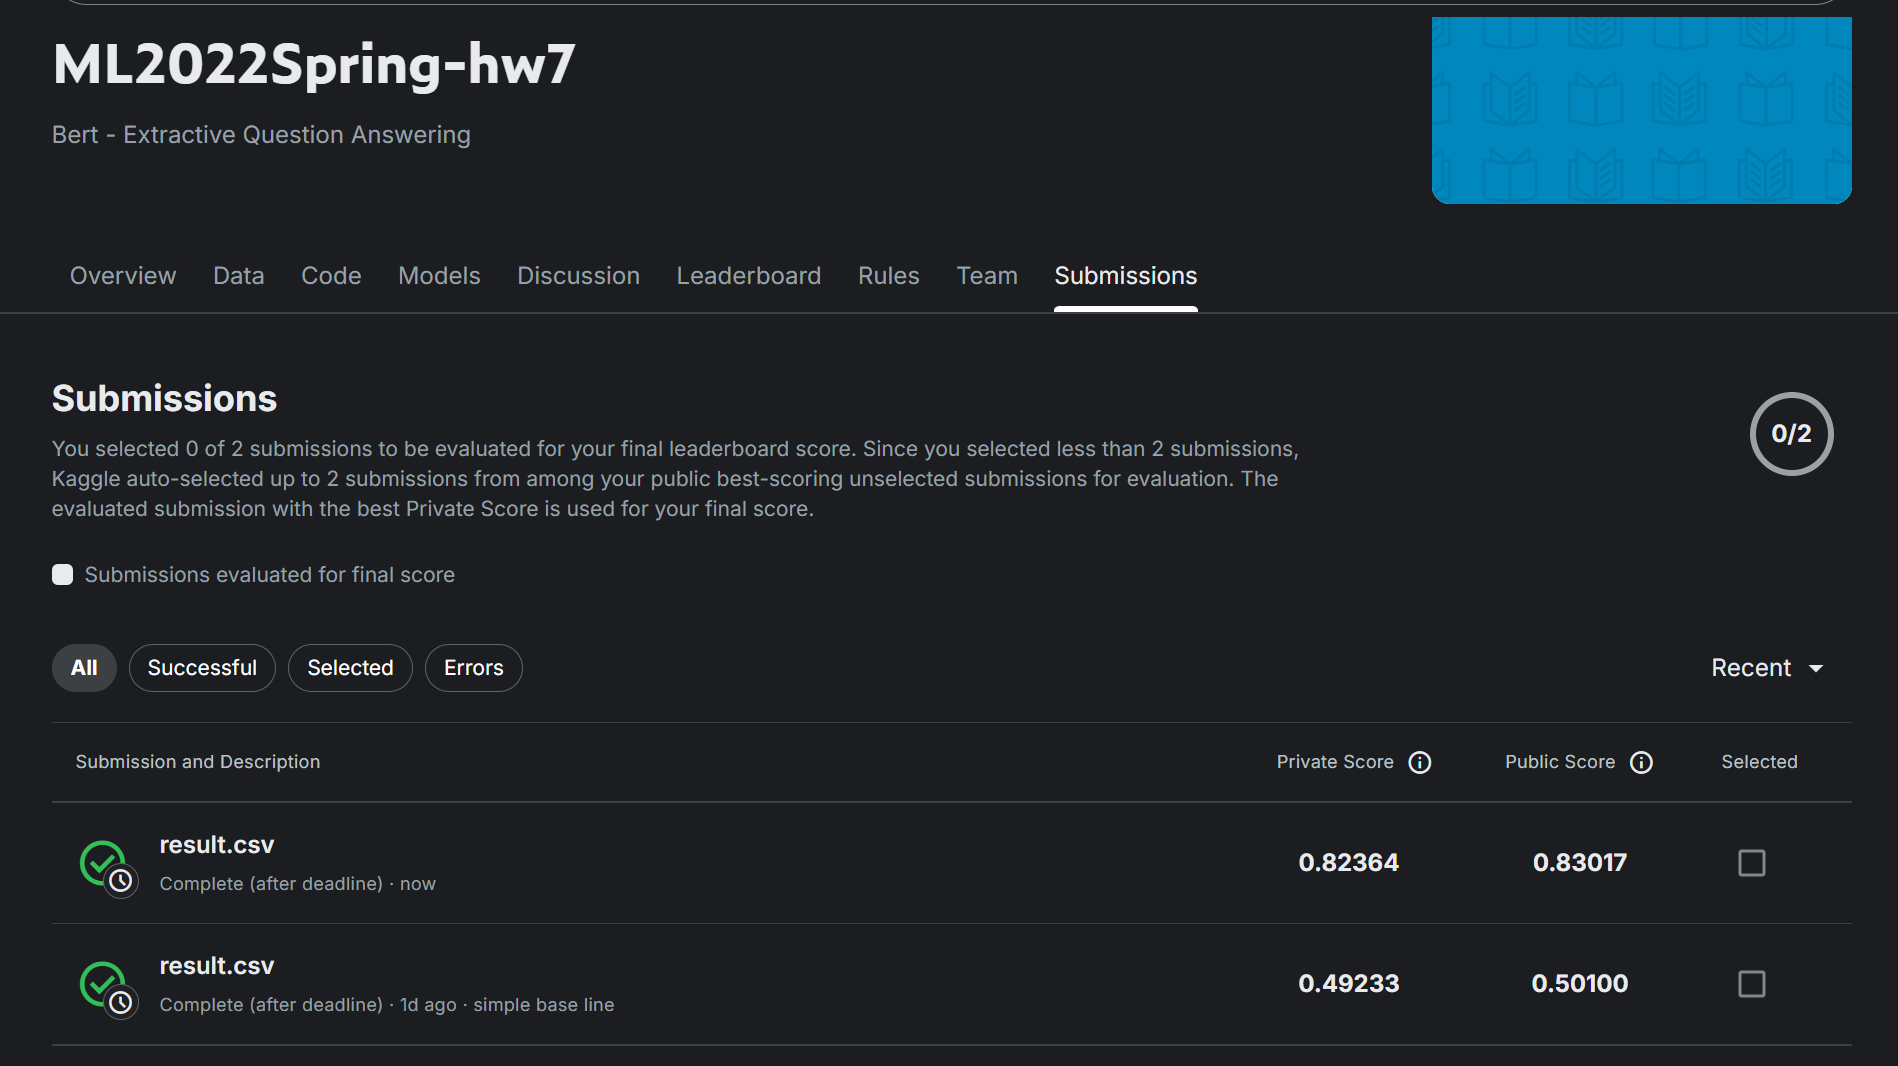 ML2022Spring-hw7
Bert - Extractive Question Answering
Overview Data Code Models Discussion Leaderboard Rules Team Submissions
Submissions
You selected 0 of 2 submissions to be evaluated for your final leaderboard score. Since you selected less than 2 submissions,
Kaggle auto-selected up to 2 submissions from among your public best-scoring unselected submissions for evaluation. The
evaluated submission with the best Private Score is used for your final score.
0/2
Submissions evaluated for final score
All Successful Selected Errors Recent
Submission and Description Private Score Public Score Selected
result.csv
Complete (after deadline) · now
0.82364 0.83017
result.csv
Complete (after deadline) · 1d ago · simple base line
0.49233 0.50100